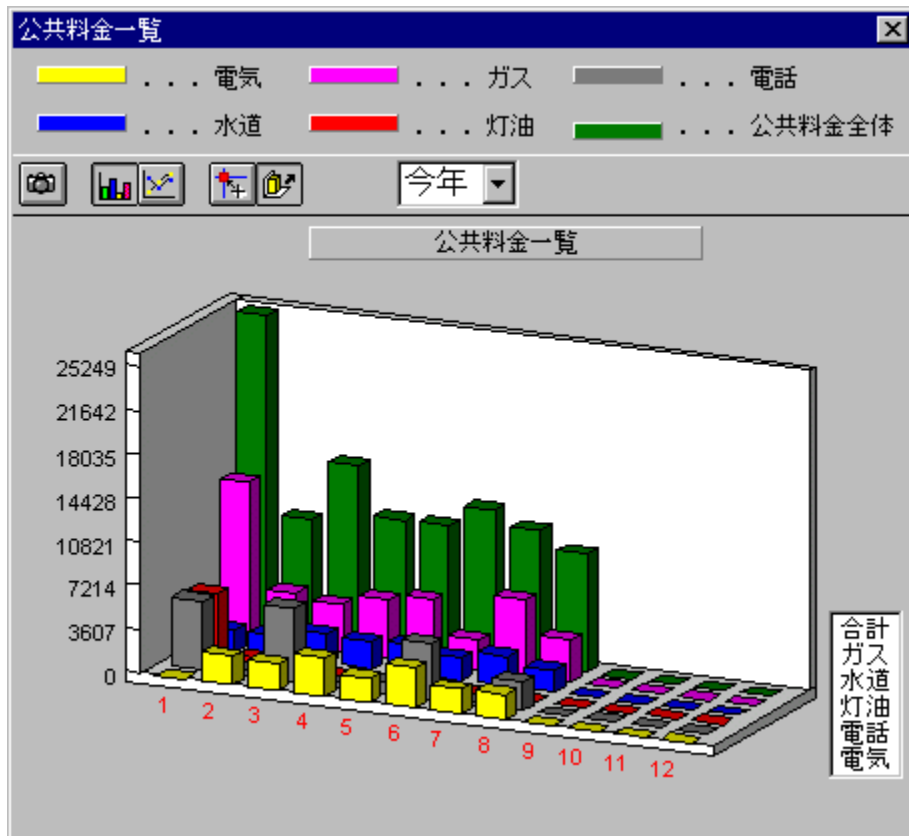 公共料金一覧
. . . 電気 . . . ガス . . . 電話
. . . 水道 . . . 灯油 . . . 公共料金全体
今年
公共料金一覧
25249
21642
18035
14428
10821
7214
3607
0
1 2 3 4 5 6 7 8 9 10 11 12
合計
ガス
水道
灯油
電話
電気